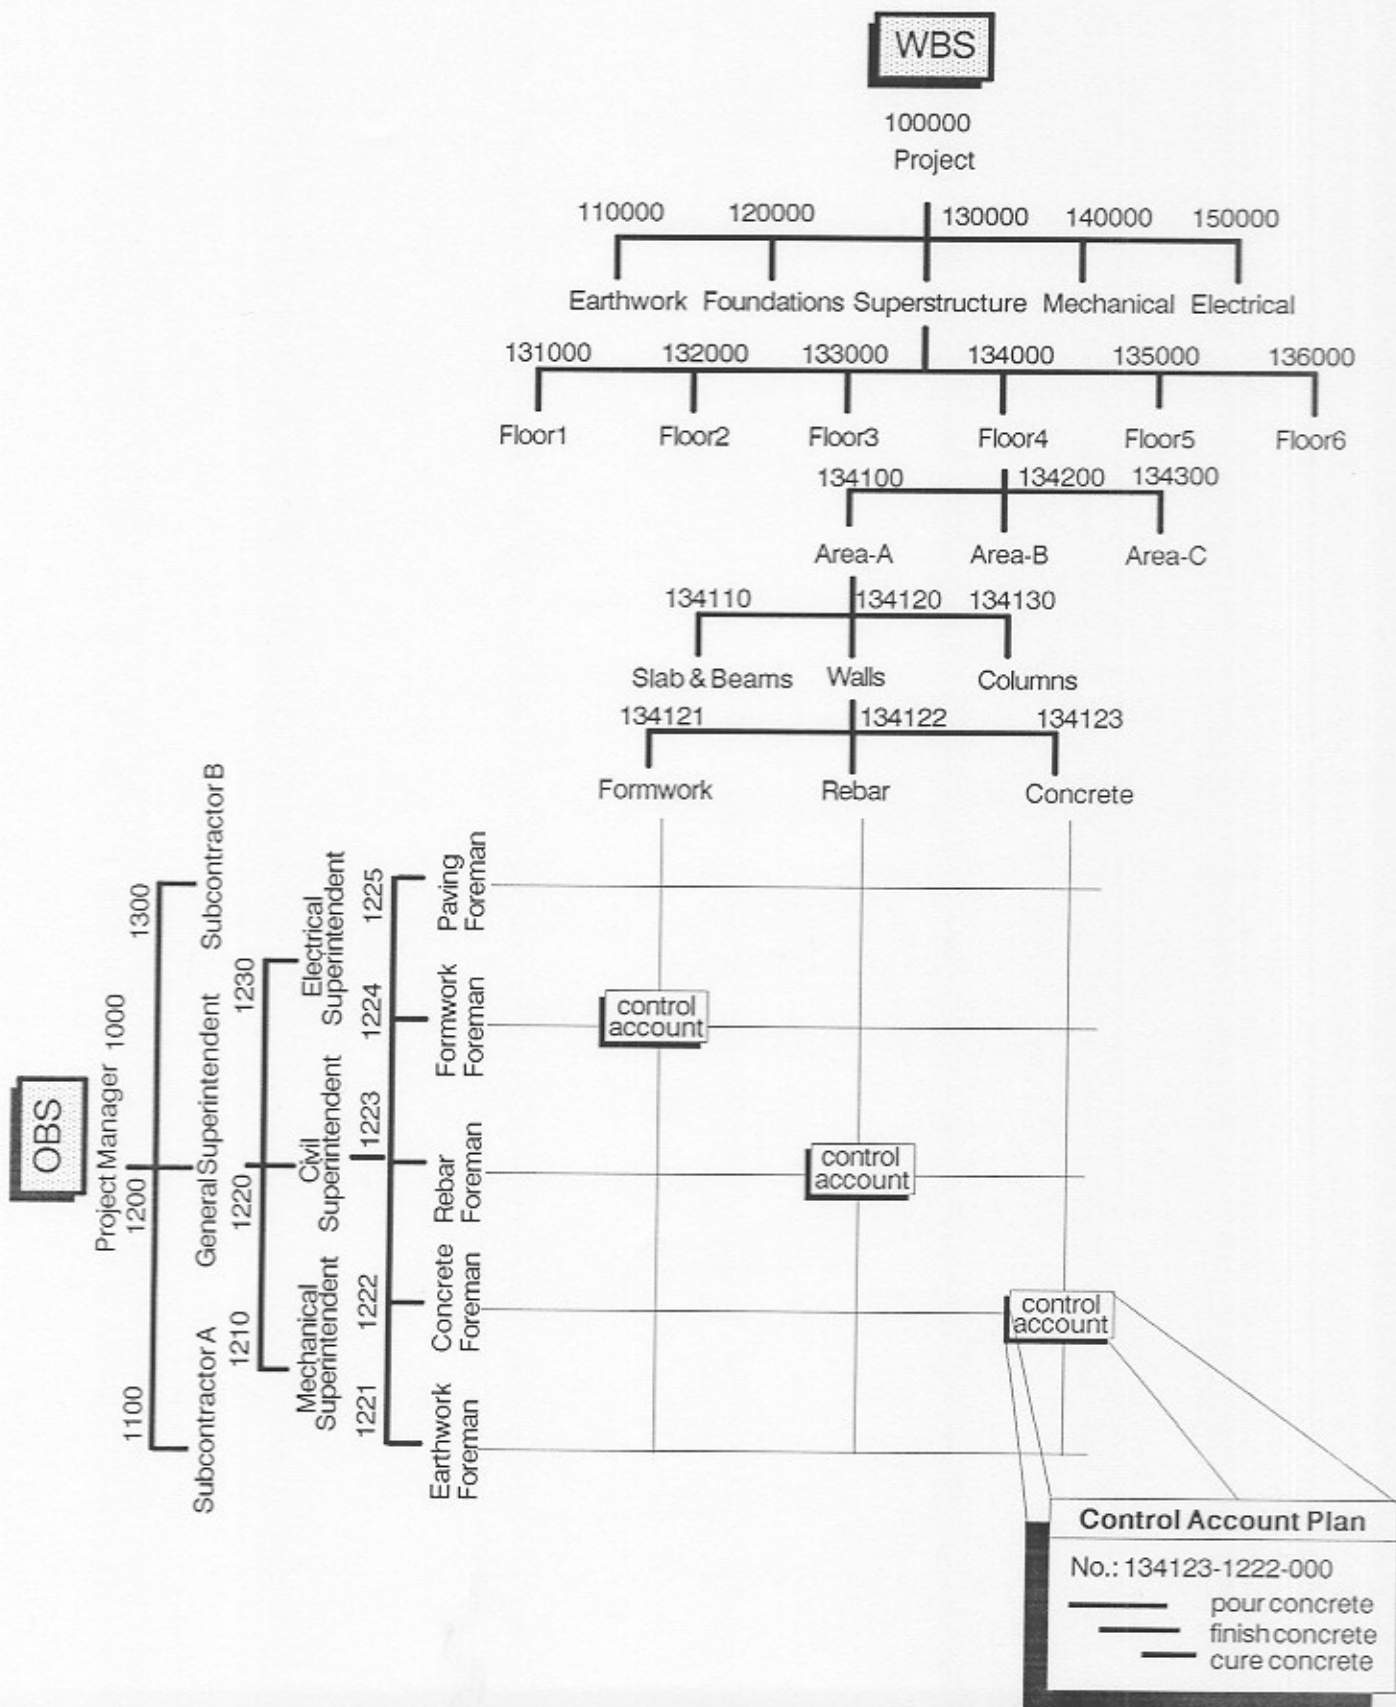 WBS
100000
Project
110000 120000 130000 140000 150000
Earthwork Foundations Superstructure Mechanical Electrical
131000 132000 133000 134000 135000 136000
Floor1 Floor2 Floor3 Floor4 Floor5 Floor6
134100 134200 134300
Area-A Area-B Area-C
134110 134120 134130
Slab & Beams Walls Columns
134121 134122 134123
Formwork Rebar Concrete
OBS
Project Manager 1000
1100 1200 1300
Subcontractor A General Superintendent Subcontractor B
1210 1220 1230
Mechanical
Superintendent
Civil
Superintendent
Electrical
Superintendent
1221 1222 1223 1224 1225
Earthwork
Foreman
Concrete
Foreman
Rebar
Foreman
Formwork
Foreman
Paving
Foreman
control
account
control
account
control
account
Control Account Plan
No.: 134123-1222-000
pour concrete
finish concrete
cure concrete